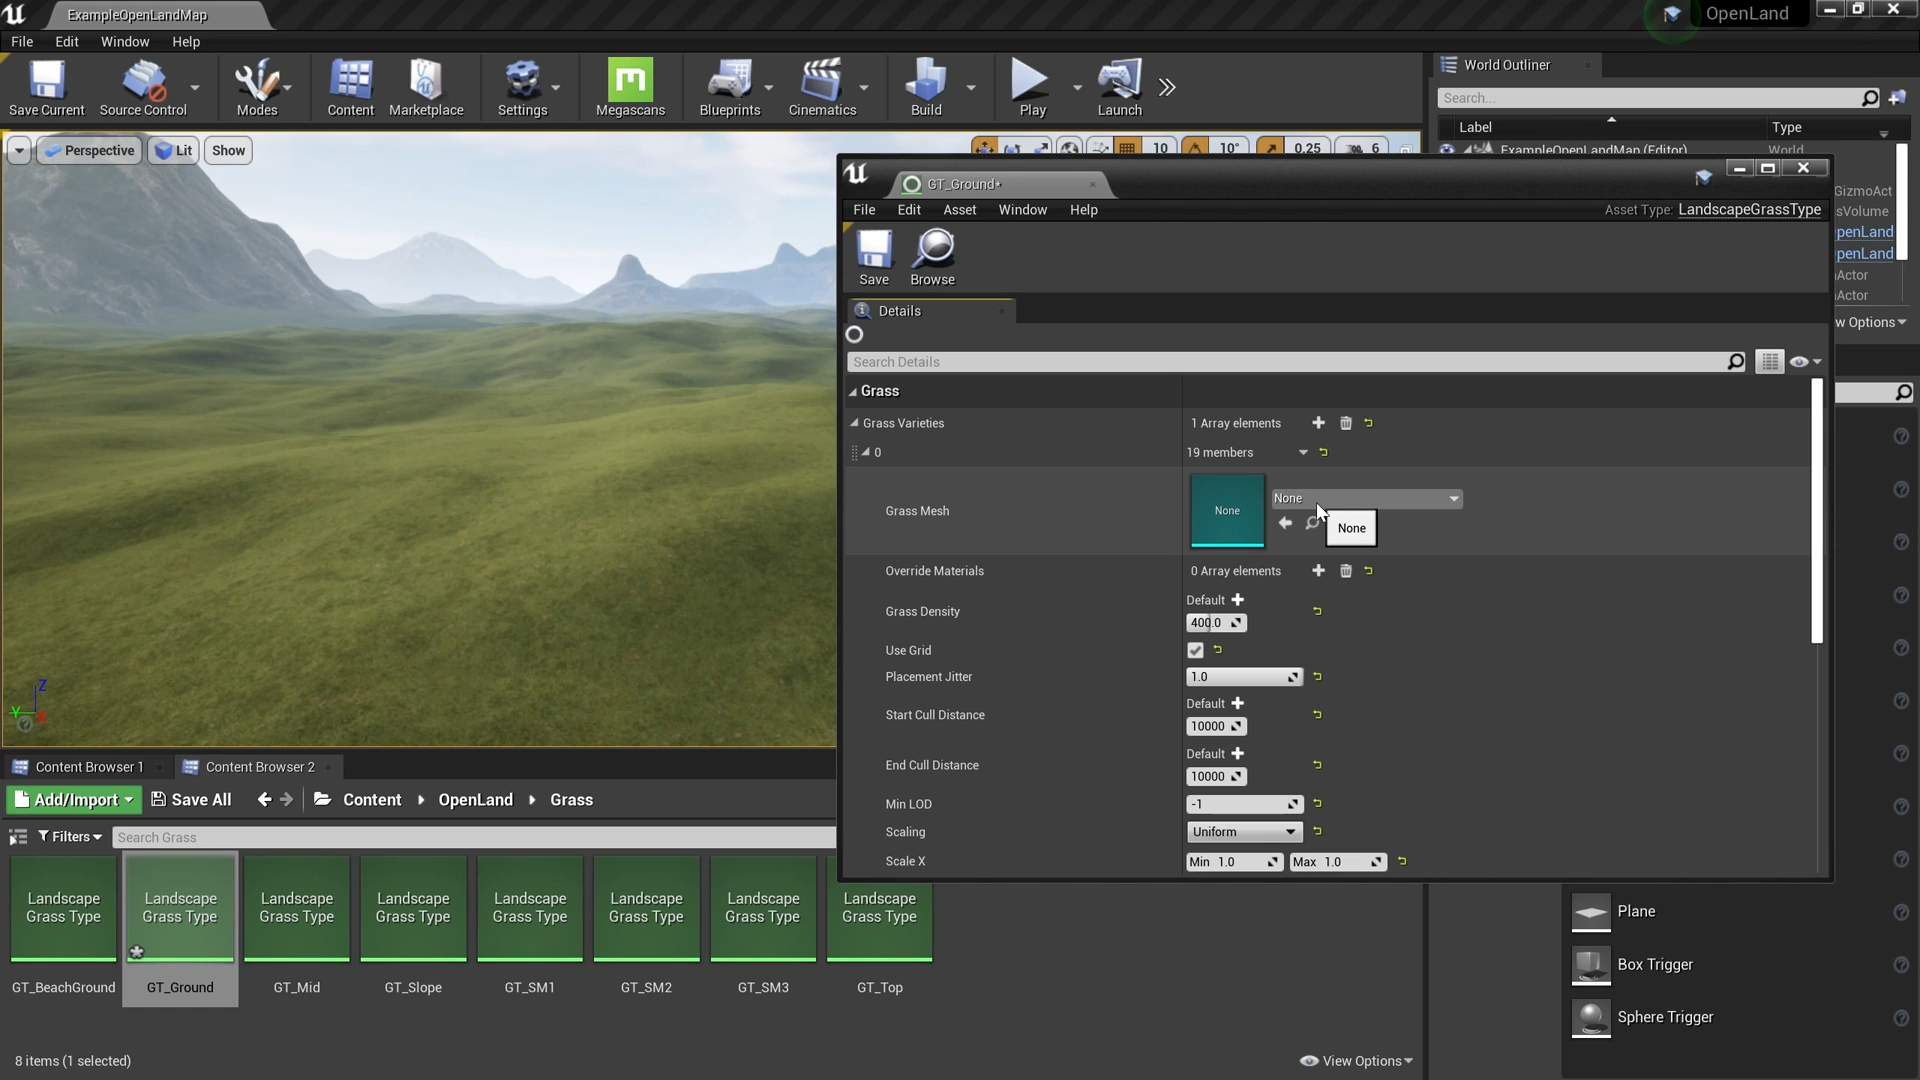 ExampleOpenLandMap
OpenLand
File Edit Window Help
Save Current
Source Control
Modes
Content
Marketplace
Settings
Megascans
Blueprints
Cinematics
Build
Play
Launch
World Outliner
Search...
Label
Type
ExampleOpenLandMap (Editor)
World
Perspective
Lit
Show
10
10°
0.25
6
GizmoAct
sVolume
penLand
penLand
Actor
Actor
w Options
GT_Ground*
File Edit Asset Window Help
Asset Type: LandscapeGrassType
Save
Browse
Details
Search Details
Grass
Grass Varieties
1 Array elements
0
19 members
Grass Mesh
None
None
None
Override Materials
0 Array elements
Grass Density
Default
400.0
Use Grid
Placement Jitter
1.0
Start Cull Distance
Default
10000
End Cull Distance
Default
10000
Min LOD
-1
Scaling
Uniform
Scale X
Min 1.0
Max 1.0
Z
Y
X
Content Browser 1
Content Browser 2
Add/Import
Save All
Content
OpenLand
Grass
Filters
Search Grass
Landscape
Grass Type
Landscape
Grass Type
Landscape
Grass Type
Landscape
Grass Type
Landscape
Grass Type
Landscape
Grass Type
Landscape
Grass Type
Landscape
Grass Type
GT_BeachGround
GT_Ground
GT_Mid
GT_Slope
GT_SM1
GT_SM2
GT_SM3
GT_Top
8 items (1 selected)
View Options
Plane
Box Trigger
Sphere Trigger